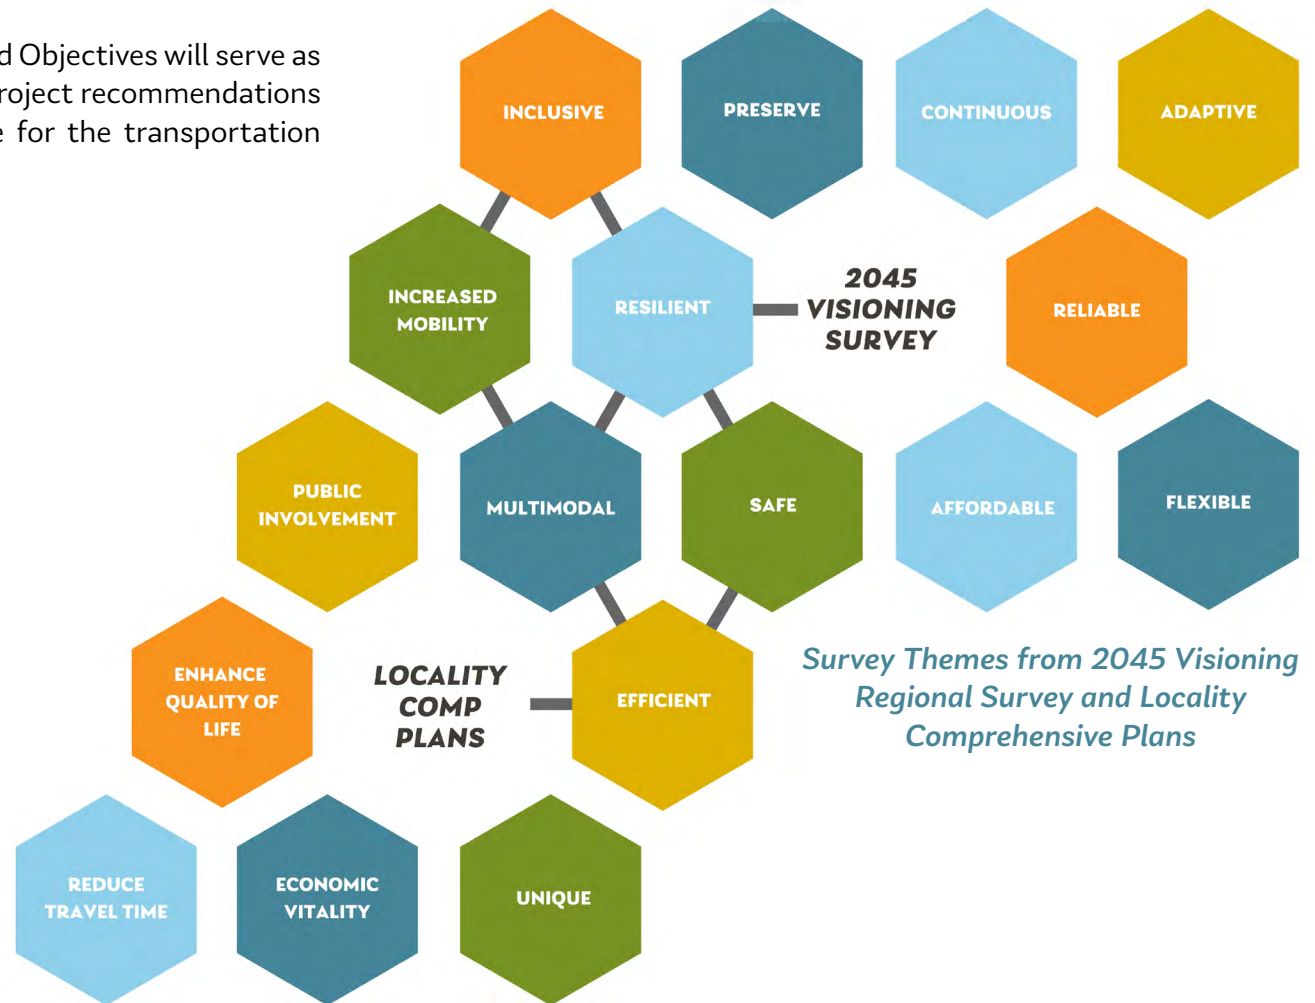 d Objectives will serve as
roject recommendations
e for the transportation
INCLUSIVE
PRESERVE
CONTINUOUS
ADAPTIVE
INCREASED
MOBILITY
RESILIENT
2045
VISIONING
SURVEY
RELIABLE
PUBLIC
INVOLVEMENT
MULTIMODAL
SAFE
AFFORDABLE
FLEXIBLE
ENHANCE
QUALITY OF
LIFE
LOCALITY
COMP
PLANS
EFFICIENT
Survey Themes from 2045 Visioning
Regional Survey and Locality
Comprehensive Plans
REDUCE
TRAVEL TIME
ECONOMIC
VITALITY
UNIQUE